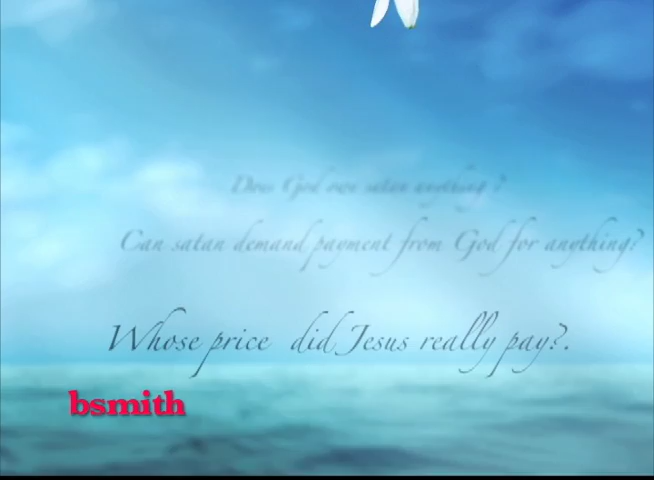 Does God owe satan anything ?
Can satan demand payment from God for anything?
Whose price did Jesus really pay?.
bsmith